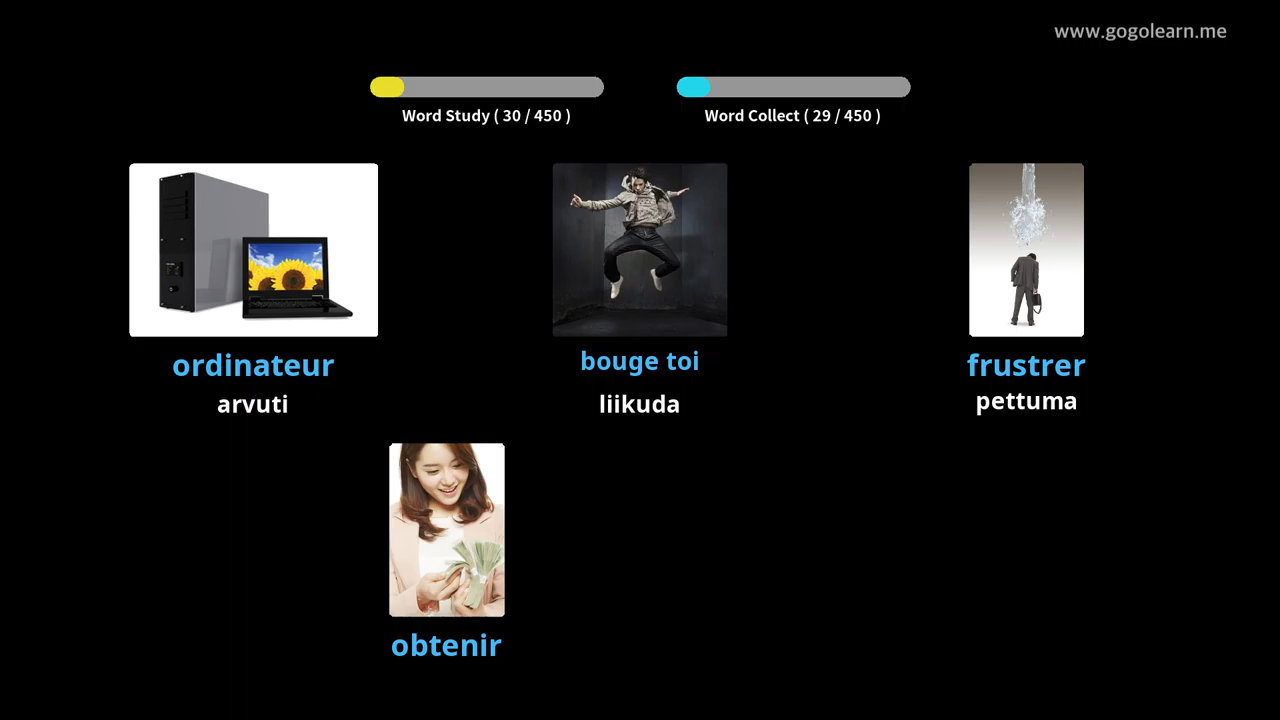 www.gogolearn.me
Word Study ( 30 / 450 )
Word Collect ( 29 / 450 )
ordinateur
arvuti
bouge toi
liikuda
frustrer
pettuma
obtenir